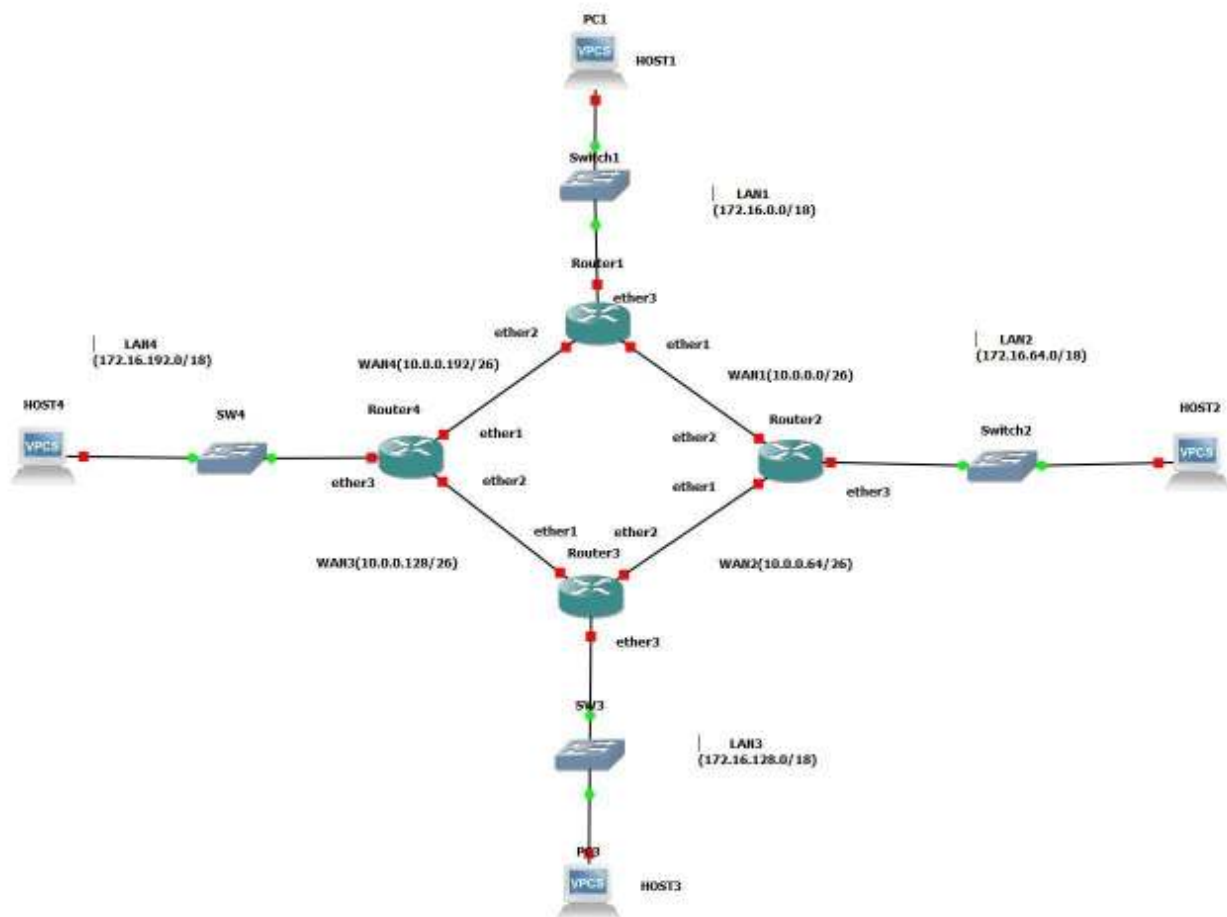 PC1
VPCS
HOST1
Switch1
LAN1
(172.16.0.0/18)
Router1
ether3
ether2
ether1
LAN4
(172.16.192.0/18)
LAN2
(172.16.64.0/18)
WAN4(10.0.0.192/26)
WAN1(10.0.0.0/26)
HOST4
SW4
Router4
Router2
HOST2
Switch2
VPCS
ether1
ether2
VPCS
ether3
ether2
ether1
ether3
ether1
ether2
Router3
WAN3(10.0.0.128/26)
WAN2(10.0.0.64/26)
ether3
SW3
LAN3
(172.16.128.0/18)
PC3
VPCS
HOST3